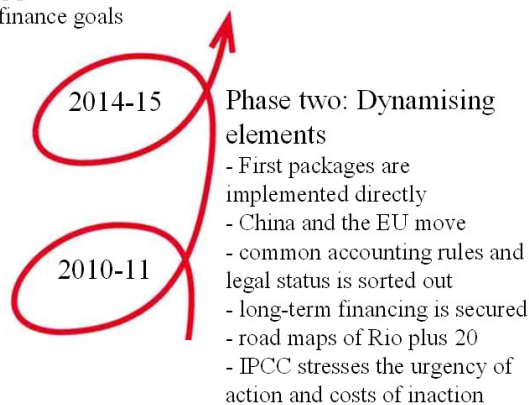 finance goals
2014-15
Phase two: Dynamising
elements
- First packages are
implemented directly
- China and the EU move
- common accounting rules and
legal status is sorted out
- long-term financing is secured
- road maps of Rio plus 20
- IPCC stresses the urgency of
action and costs of inaction
2010-11